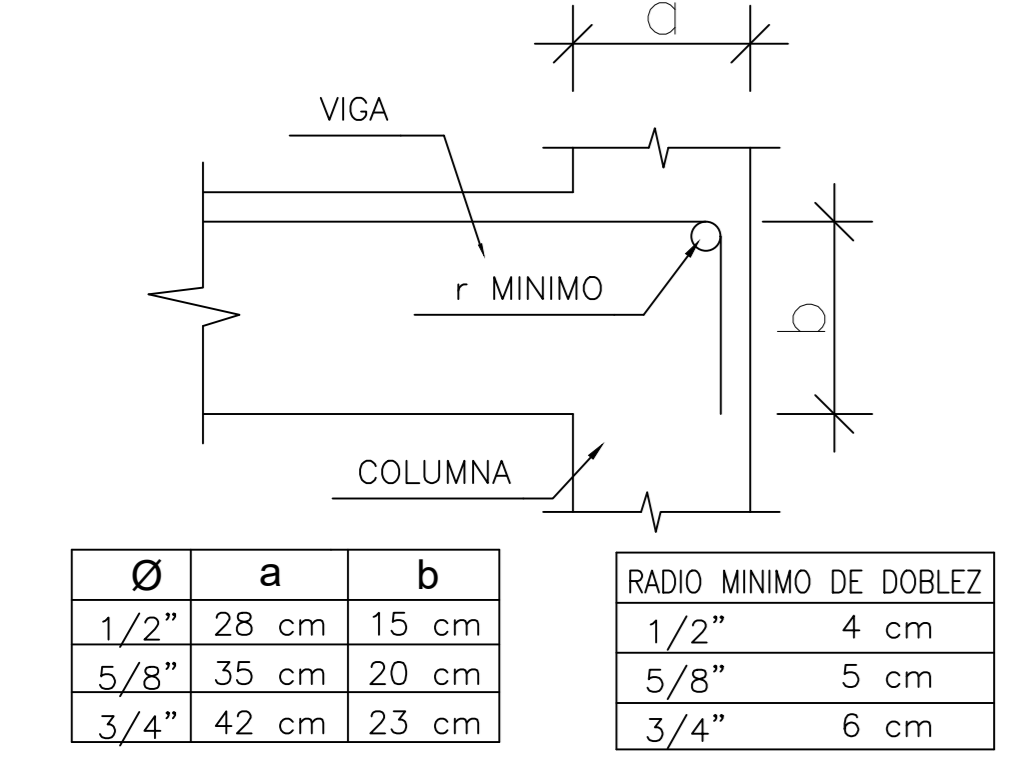 a
VIGA
r MINIMO
b
COLUMNA
Ø a b
1/2" 28 cm 15 cm
5/8" 35 cm 20 cm
3/4" 42 cm 23 cm
RADIO MINIMO DE DOBLEZ
1/2" 4 cm
5/8" 5 cm
3/4" 6 cm